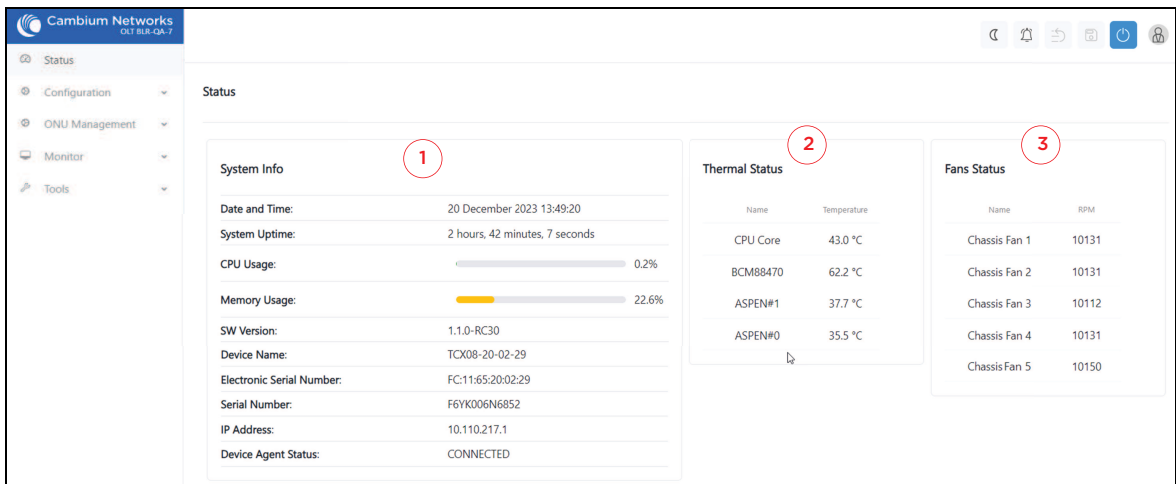 Cambium Networks
OLT BLR-QA-7
Status
Configuration
ONU Management
Monitor
Tools
Status
1
System Info
Date and Time: 20 December 2023 13:49:20
System Uptime: 2 hours, 42 minutes, 7 seconds
CPU Usage: 0.2%
Memory Usage: 22.6%
SW Version: 1.1.0-RC30
Device Name: TCX08-20-02-29
Electronic Serial Number: FC:11:65:20:02:29
Serial Number: F6YK006N6852
IP Address: 10.110.217.1
Device Agent Status: CONNECTED
2
Thermal Status
Name Temperature
CPU Core 43.0 °C
BCM88470 62.2 °C
ASPEN#1 37.7 °C
ASPEN#0 35.5 °C
3
Fans Status
Name RPM
Chassis Fan 1 10131
Chassis Fan 2 10131
Chassis Fan 3 10112
Chassis Fan 4 10131
Chassis Fan 5 10150